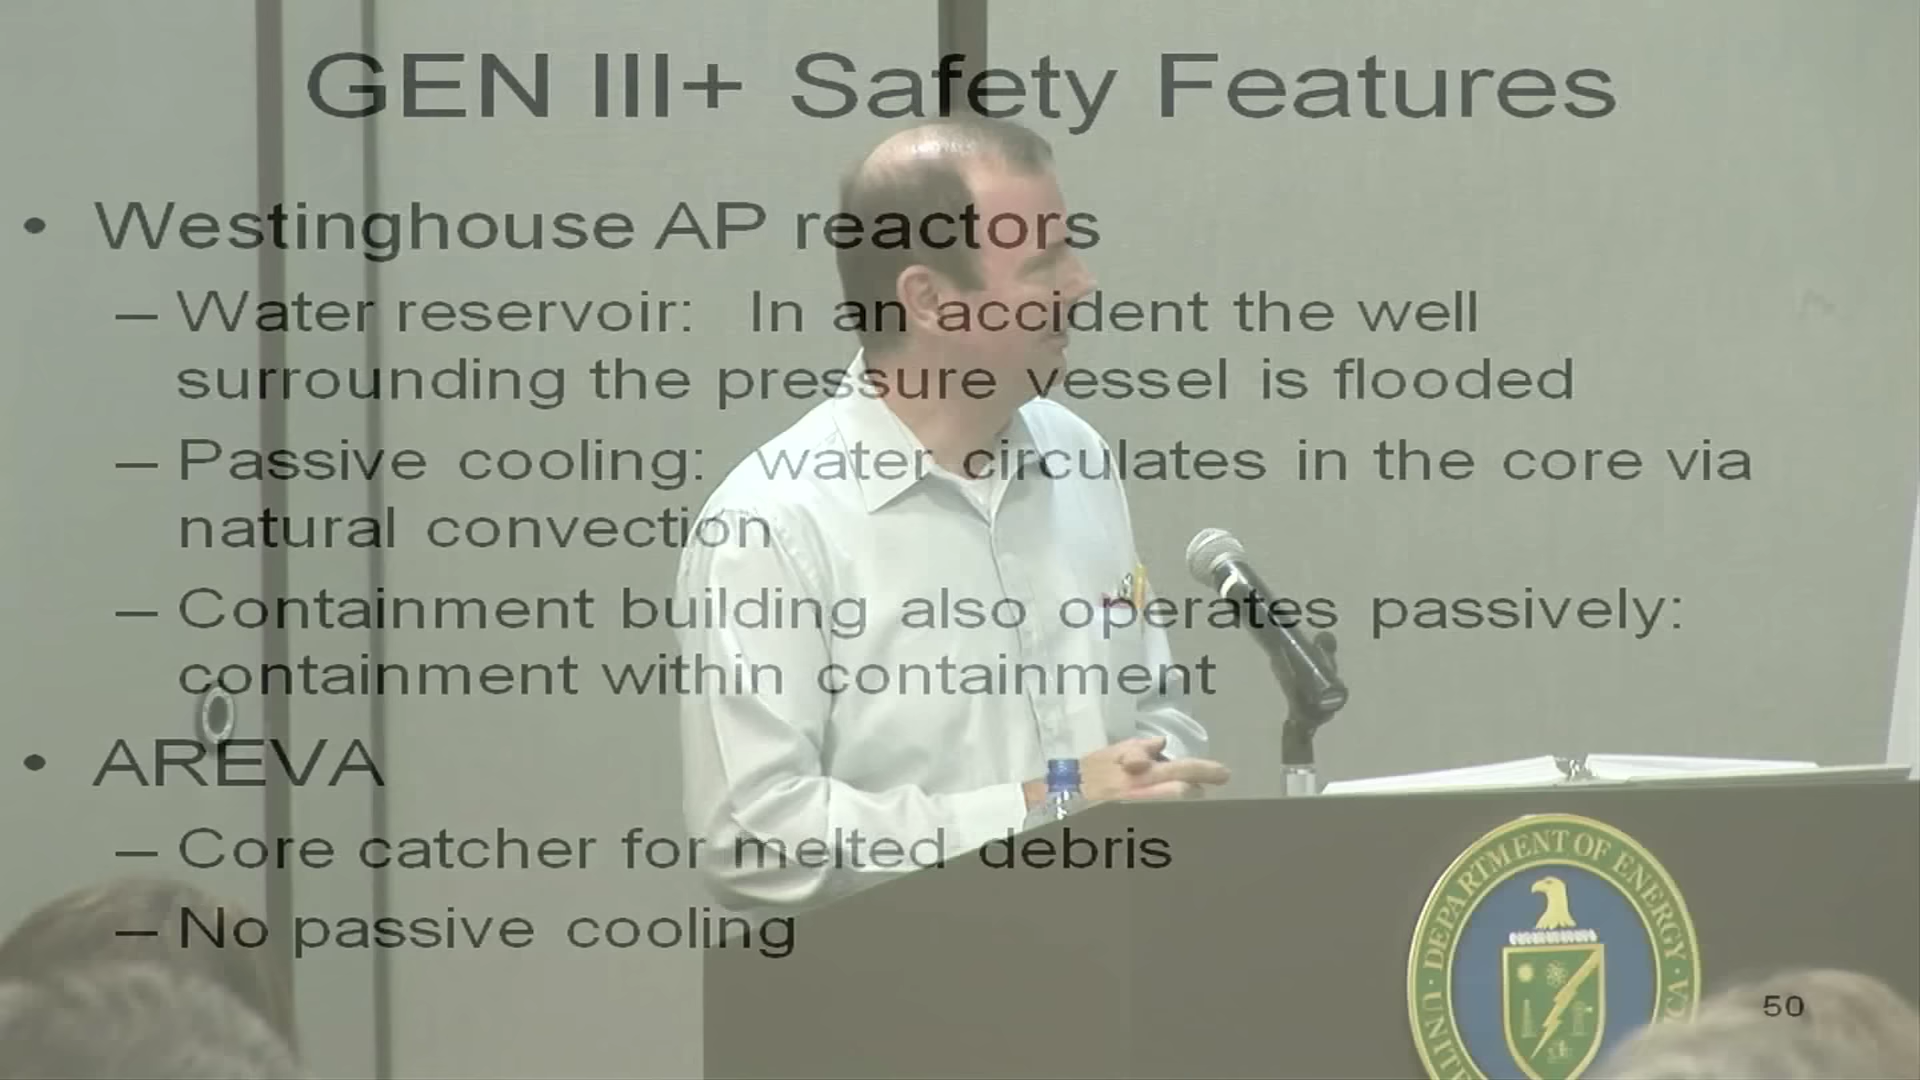 GEN III+ Safety Features
• Westinghouse AP reactors
– Water reservoir: In an accident the well
surrounding the pressure vessel is flooded
– Passive cooling: water circulates in the core via
natural convection
– Containment building also operates passively:
containment within containment
• AREVA
– Core catcher for melted debris
– No passive cooling
DEPARTMENT OF ENERGY
50